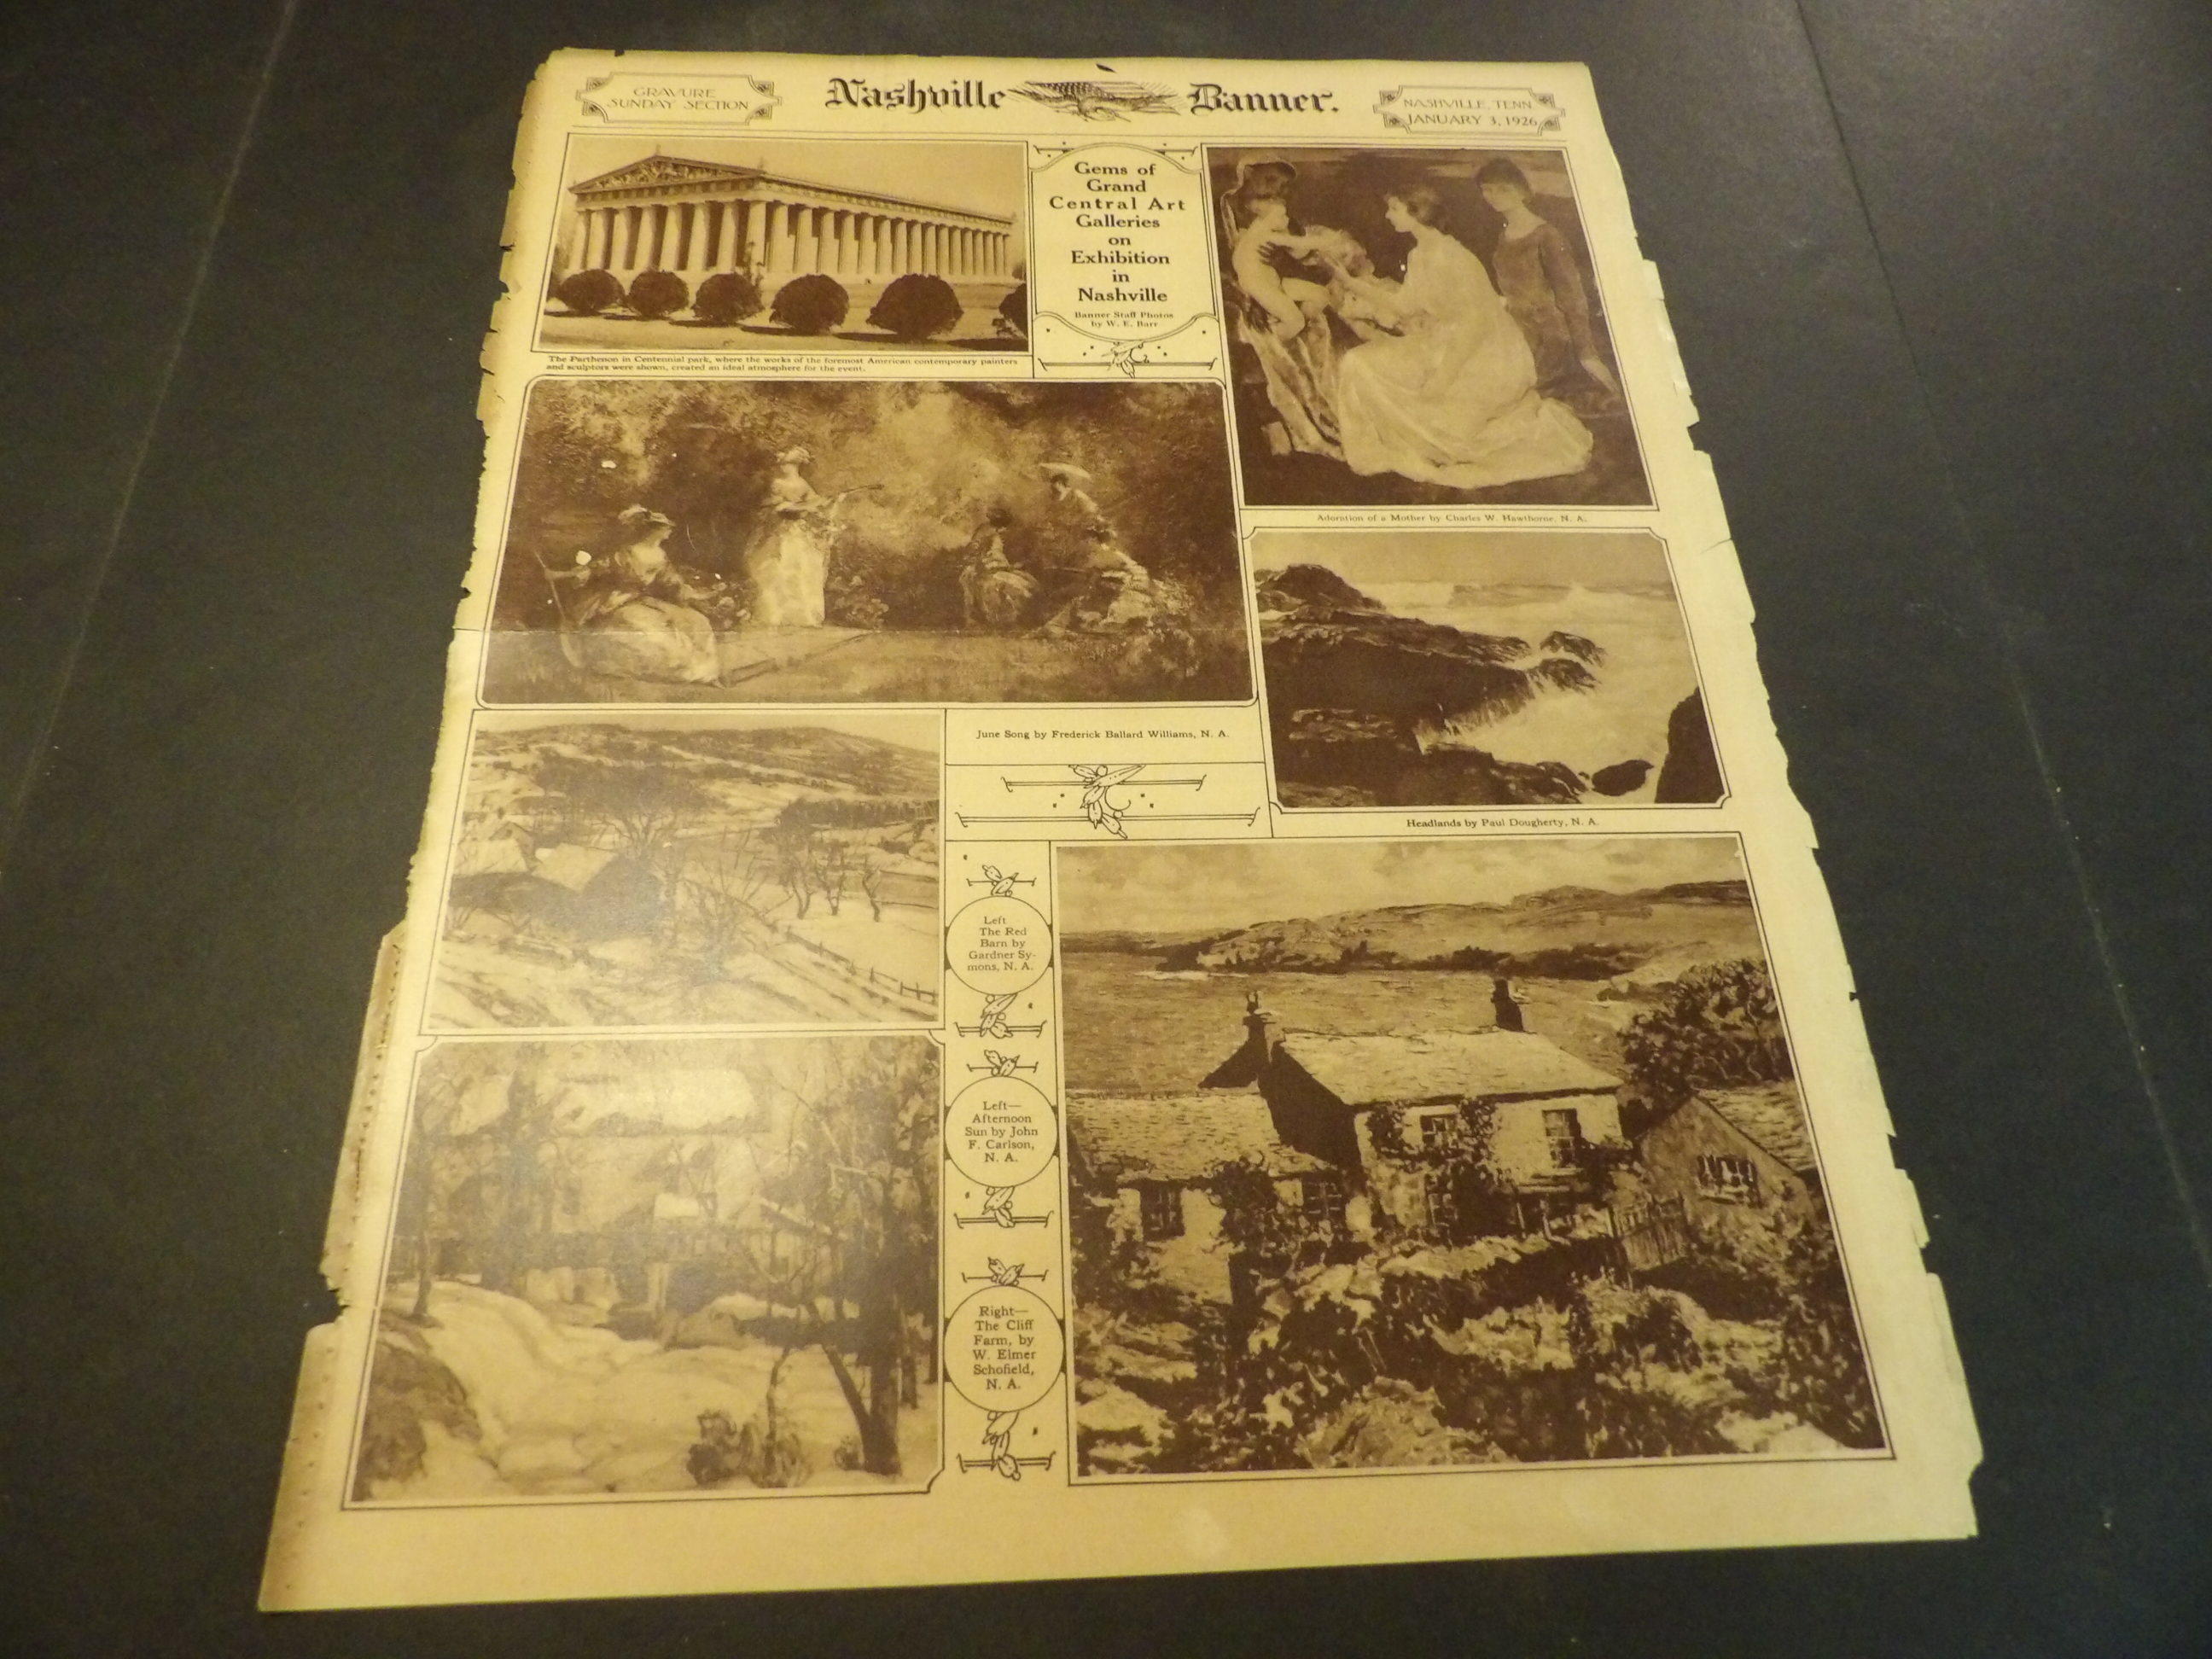 GRAVURE
SUNDAY SECTION
Nashville Banner.
NASHVILLE, TENN.
JANUARY 3, 1926
Gems of
Grand
Central Art
Galleries
on
Exhibition
in
Nashville
Banner Staff Photos
by W. E. Barr
The Parthenon in Centennial park, where the works of the foremost American contemporary painters
and sculptors were shown, created an ideal atmosphere for the event.
Adoration of a Mother by Charles W. Hawthorne, N. A.
June Song by Frederick Ballard Williams, N. A.
Headlands by Paul Dougherty, N. A.
Left
The Red
Barn by
Gardner Sy-
mons, N. A.
Left—
Afternoon
Sun by John
F. Carlson,
N. A.
Right—
The Cliff
Farm, by
W. Elmer
Schofield,
N. A.